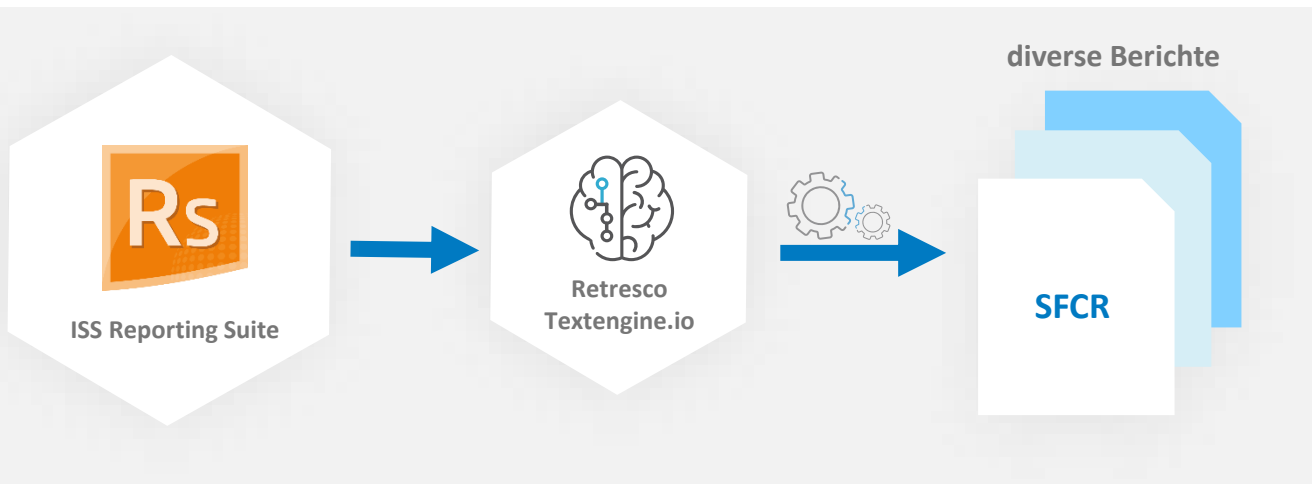 diverse Berichte
Rs
ISS Reporting Suite
Retresco
Textengine.io
SFCR